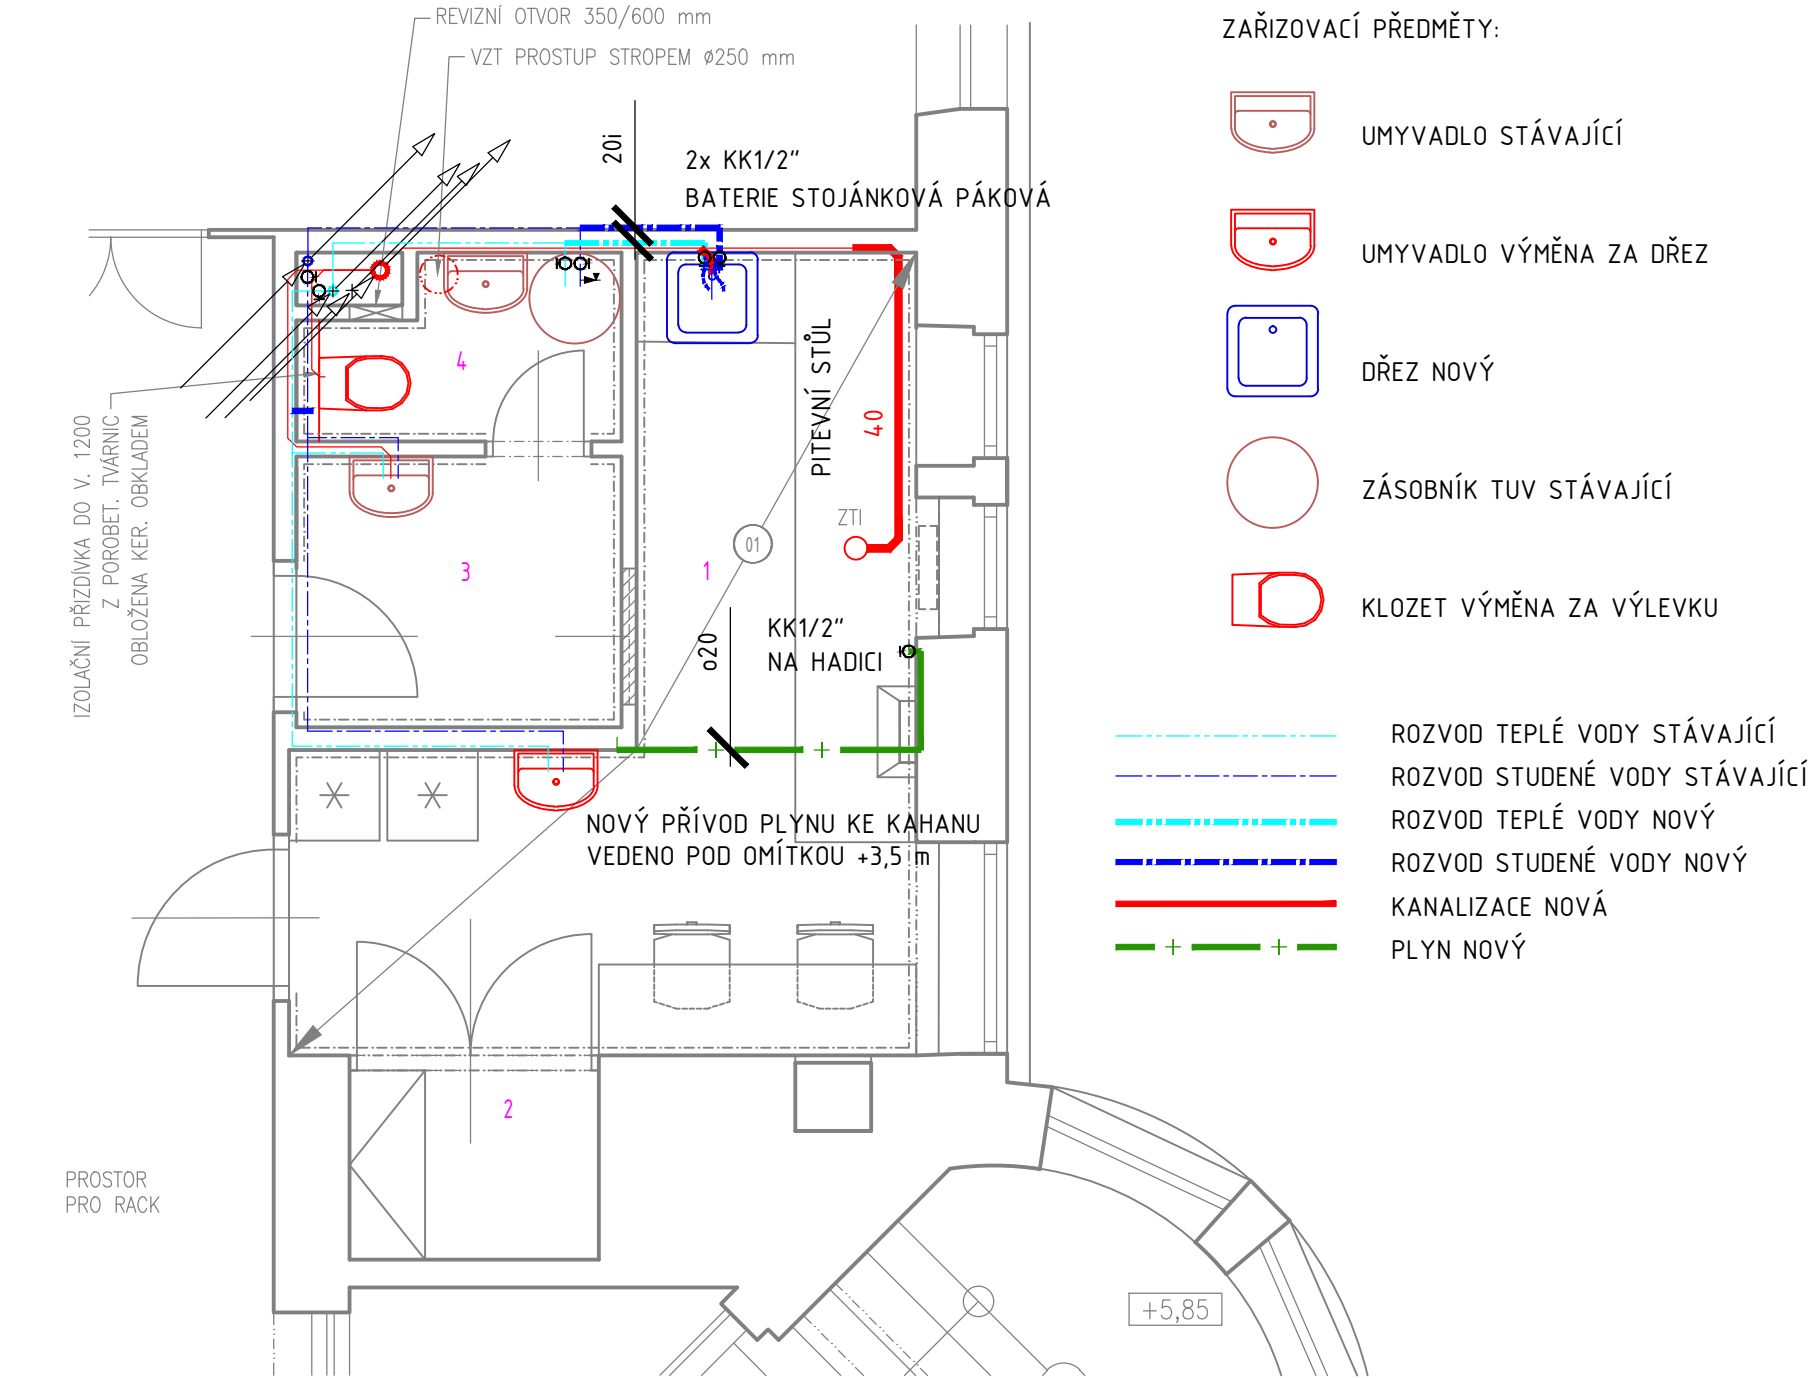 REVIZNÍ OTVOR 350/600 mm
VZT PROSTUP STROPEM ø250 mm
20i
2x KK1/2"
BATERIE STOJÁNKOVÁ PÁKOVÁ
4
PITEVNÍ STŮL
40
ZTI
01
1
3
IZOLAČNÍ PŘIZDÍVKA DO V. 1200
Z POROBET. TVÁRNIC
OBLOŽENA KER. OBKLADEM
o20
KK1/2"
NA HADICI
NOVÝ PŘÍVOD PLYNU KE KAHANU
VEDENO POD OMÍTKOU +3,5 m
2
PROSTOR
PRO RACK
+5,85
ZAŘIZOVACÍ PŘEDMĚTY:
UMYVADLO STÁVAJÍCÍ
UMYVADLO VÝMĚNA ZA DŘEZ
DŘEZ NOVÝ
ZÁSOBNÍK TUV STÁVAJÍCÍ
KLOZET VÝMĚNA ZA VÝLEVKU
ROZVOD TEPLÉ VODY STÁVAJÍCÍ
ROZVOD STUDENÉ VODY STÁVAJÍCÍ
ROZVOD TEPLÉ VODY NOVÝ
ROZVOD STUDENÉ VODY NOVÝ
KANALIZACE NOVÁ
PLYN NOVÝ